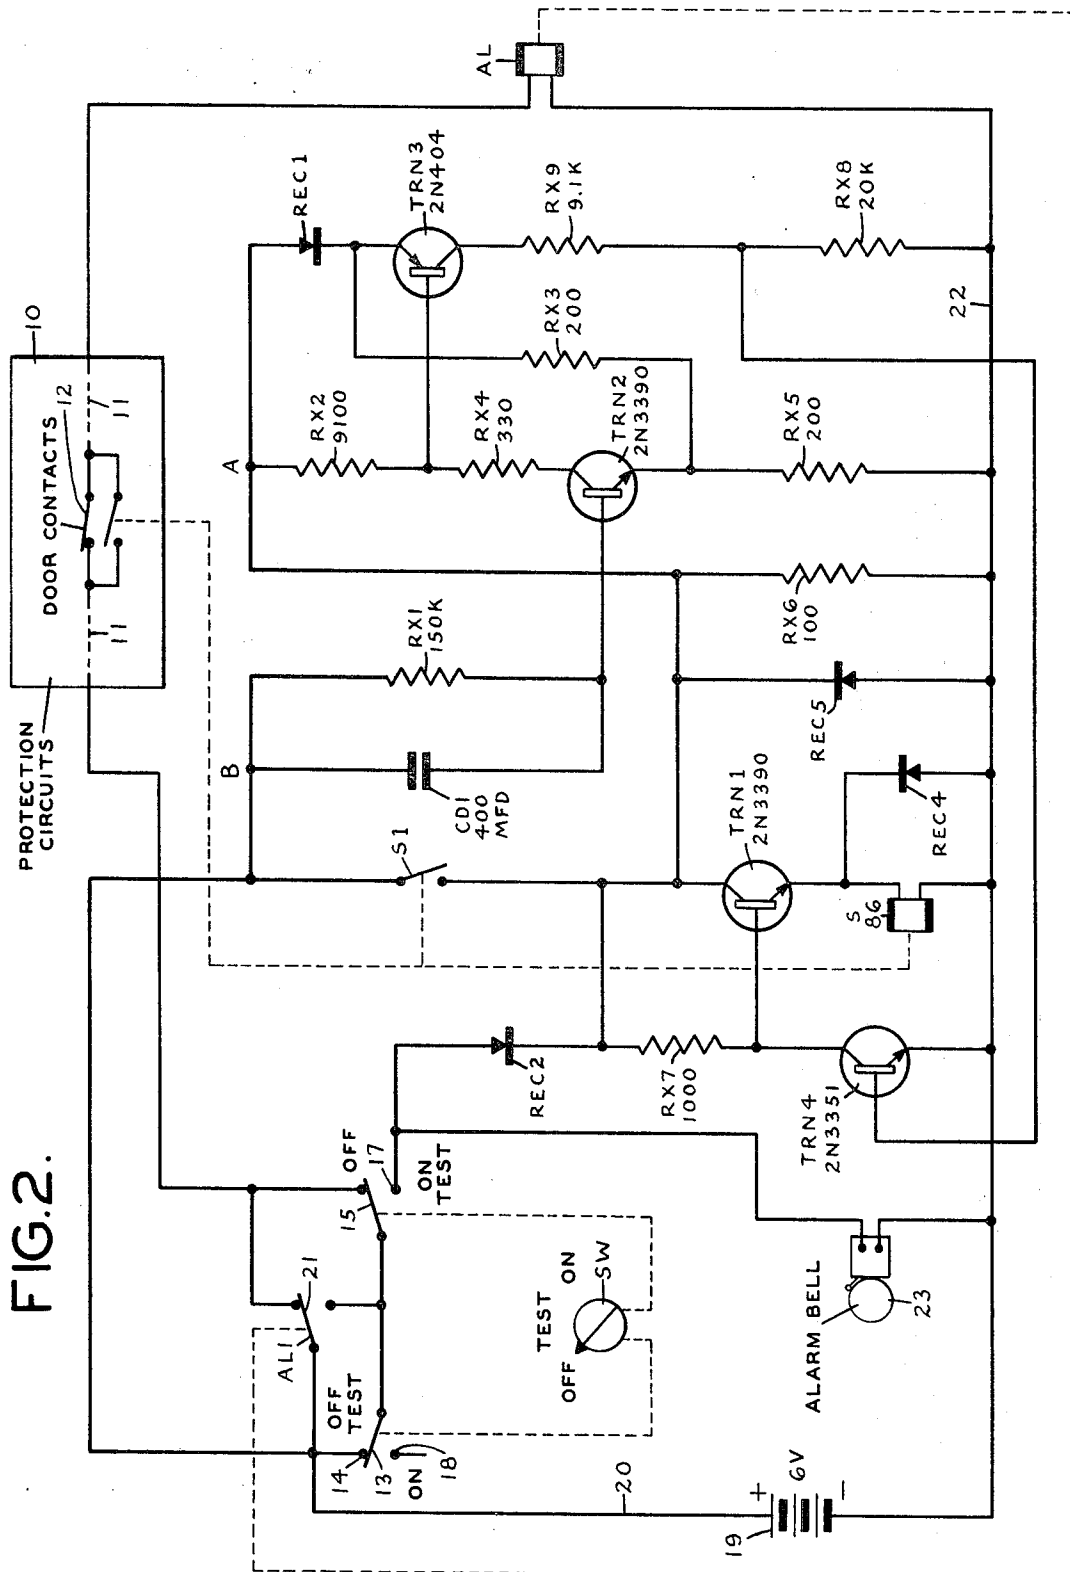 FIG.2.
PROTECTION
CIRCUITS
10
DOOR CONTACTS
12
11
11
AL
B
A
S1
CD1
400
MFD
RX1
150K
RX2
9100
RX4
330
REC1
TRN3
2N404
RX3
200
RX9
9.1K
TRN2
2N3390
RX5
200
RX8
20K
22
RX6
100
REC5
REC4
TRN1
2N3390
S
86
REC2
RX7
1000
TRN4
2N3351
OFF
17
ON
TEST
15
21
AL1
OFF
TEST
14
13
ON
18
TEST
OFF
ON
SW
ALARM BELL
23
20
19
+
6V
−